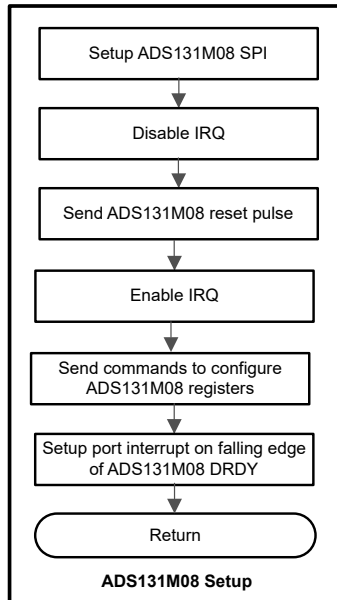 Setup ADS131M08 SPI
Disable IRQ
Send ADS131M08 reset pulse
Enable IRQ
Send commands to configure
ADS131M08 registers
Setup port interrupt on falling edge
of ADS131M08 DRDY
Return
ADS131M08 Setup